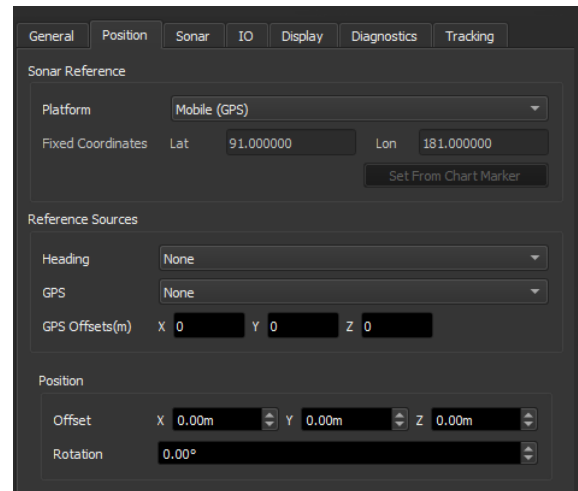 General Position Sonar IO Display Diagnostics Tracking
Sonar Reference
Platform Mobile (GPS)
Fixed Coordinates Lat 91.000000 Lon 181.000000
Set From Chart Marker
Reference Sources
Heading None
GPS None
GPS Offsets(m) X 0 Y 0 Z 0
Position
Offset X 0.00m Y 0.00m Z 0.00m
Rotation 0.00°